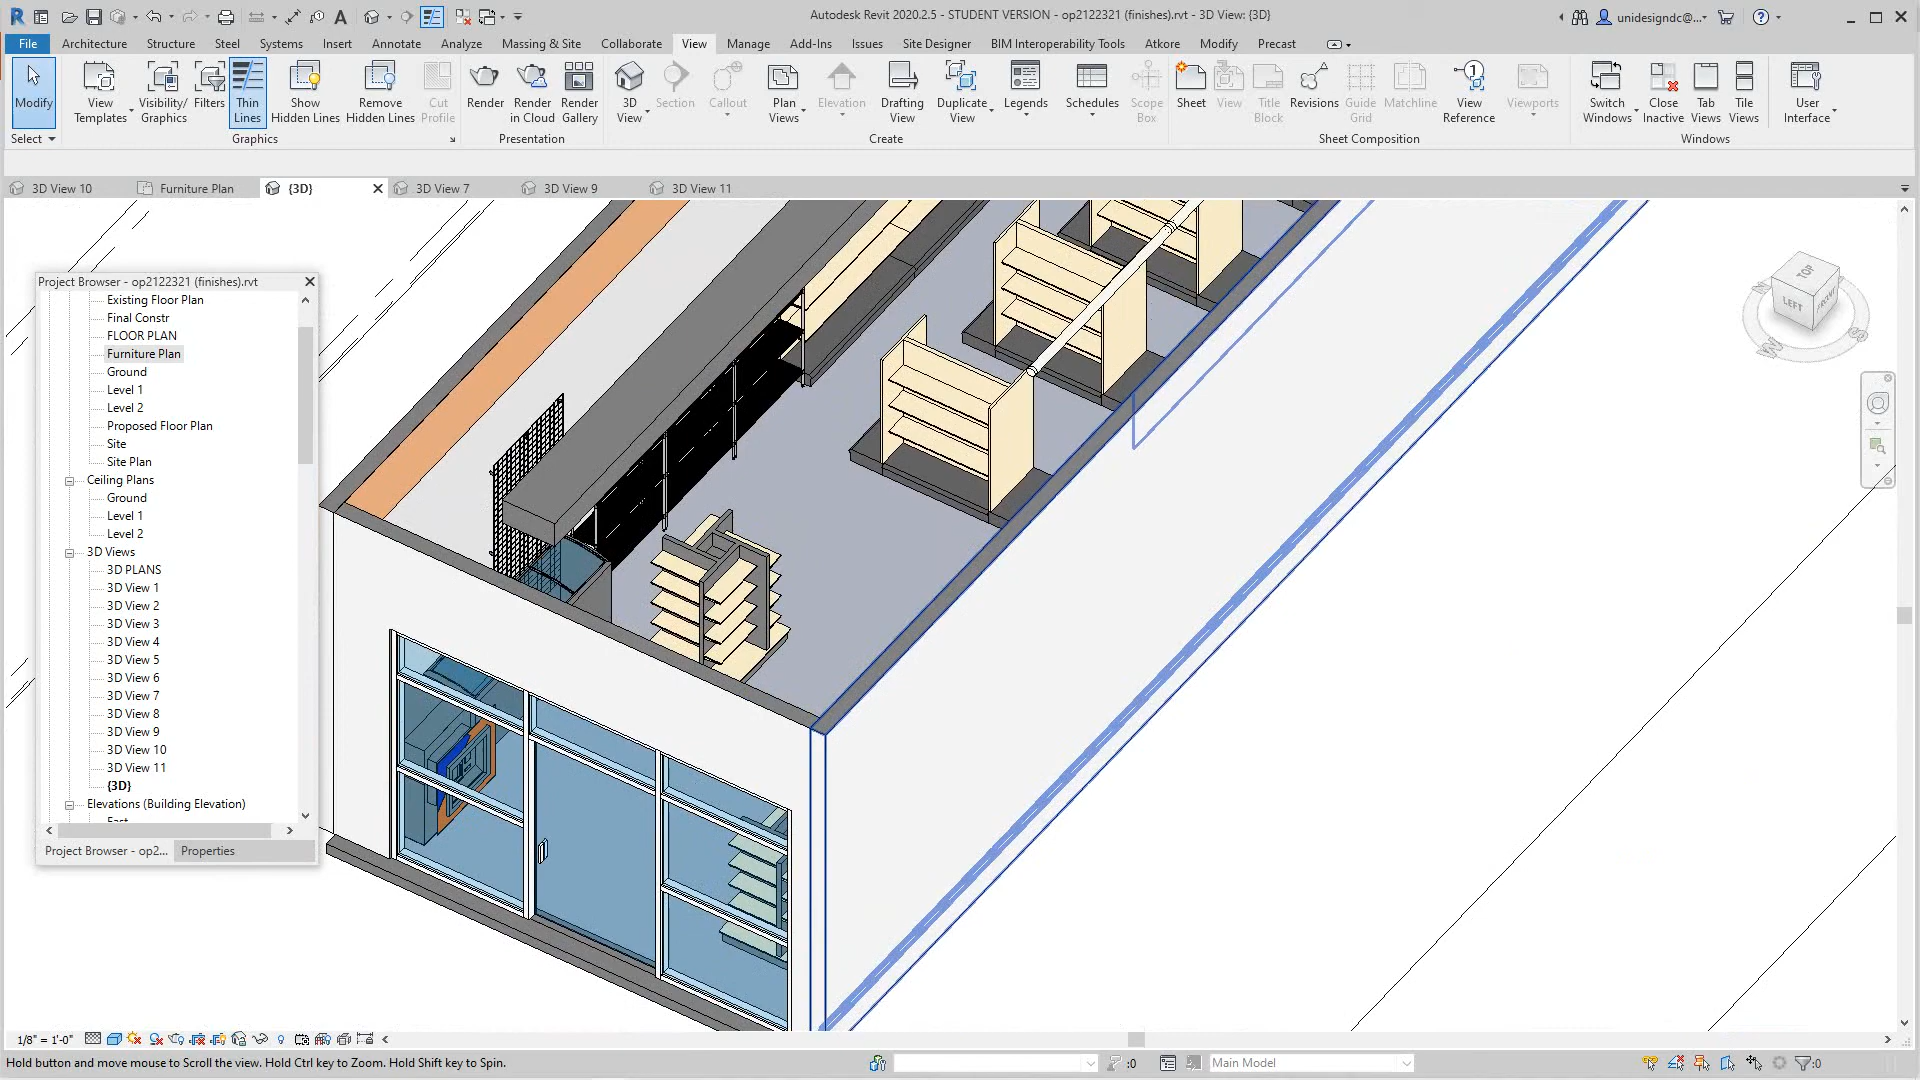 Autodesk Revit 2020.2.5 - STUDENT VERSION - op2122321 (finishes).rvt - 3D View: {3D}
unidesigndc@...
File Architecture Structure Steel Systems Insert Annotate Analyze Massing & Site Collaborate View Manage Add-Ins Issues Site Designer BIM Interoperability Tools Atkore Modify Precast
Modify
View Templates
Visibility/ Graphics
Filters
Thin Lines
Show Hidden Lines
Remove Hidden Lines
Cut Profile
Render
Render in Cloud
Render Gallery
3D View
Section
Callout
Plan Views
Elevation
Drafting View
Duplicate View
Legends
Schedules
Scope Box
Sheet
View
Title Block
Revisions
Guide Grid
Matchline
View Reference
Viewports
Switch Windows
Close Inactive
Tab Views
Tile Views
User Interface
Select Graphics Presentation Create Sheet Composition Windows
3D View 10 Furniture Plan {3D} 3D View 7 3D View 9 3D View 11
Project Browser - op2122321 (finishes).rvt
Existing Floor Plan
Final Constr
FLOOR PLAN
Furniture Plan
Ground
Level 1
Level 2
Proposed Floor Plan
Site
Site Plan
Ceiling Plans
Ground
Level 1
Level 2
3D Views
3D PLANS
3D View 1
3D View 2
3D View 3
3D View 4
3D View 5
3D View 6
3D View 7
3D View 8
3D View 9
3D View 10
3D View 11
{3D}
Elevations (Building Elevation)
East
Project Browser - op2... Properties
TOP
LEFT
FRONT
W
S
1/8" = 1'-0"
Hold button and move mouse to Scroll the view. Hold Ctrl key to Zoom. Hold Shift key to Spin.
:0
Main Model
:0